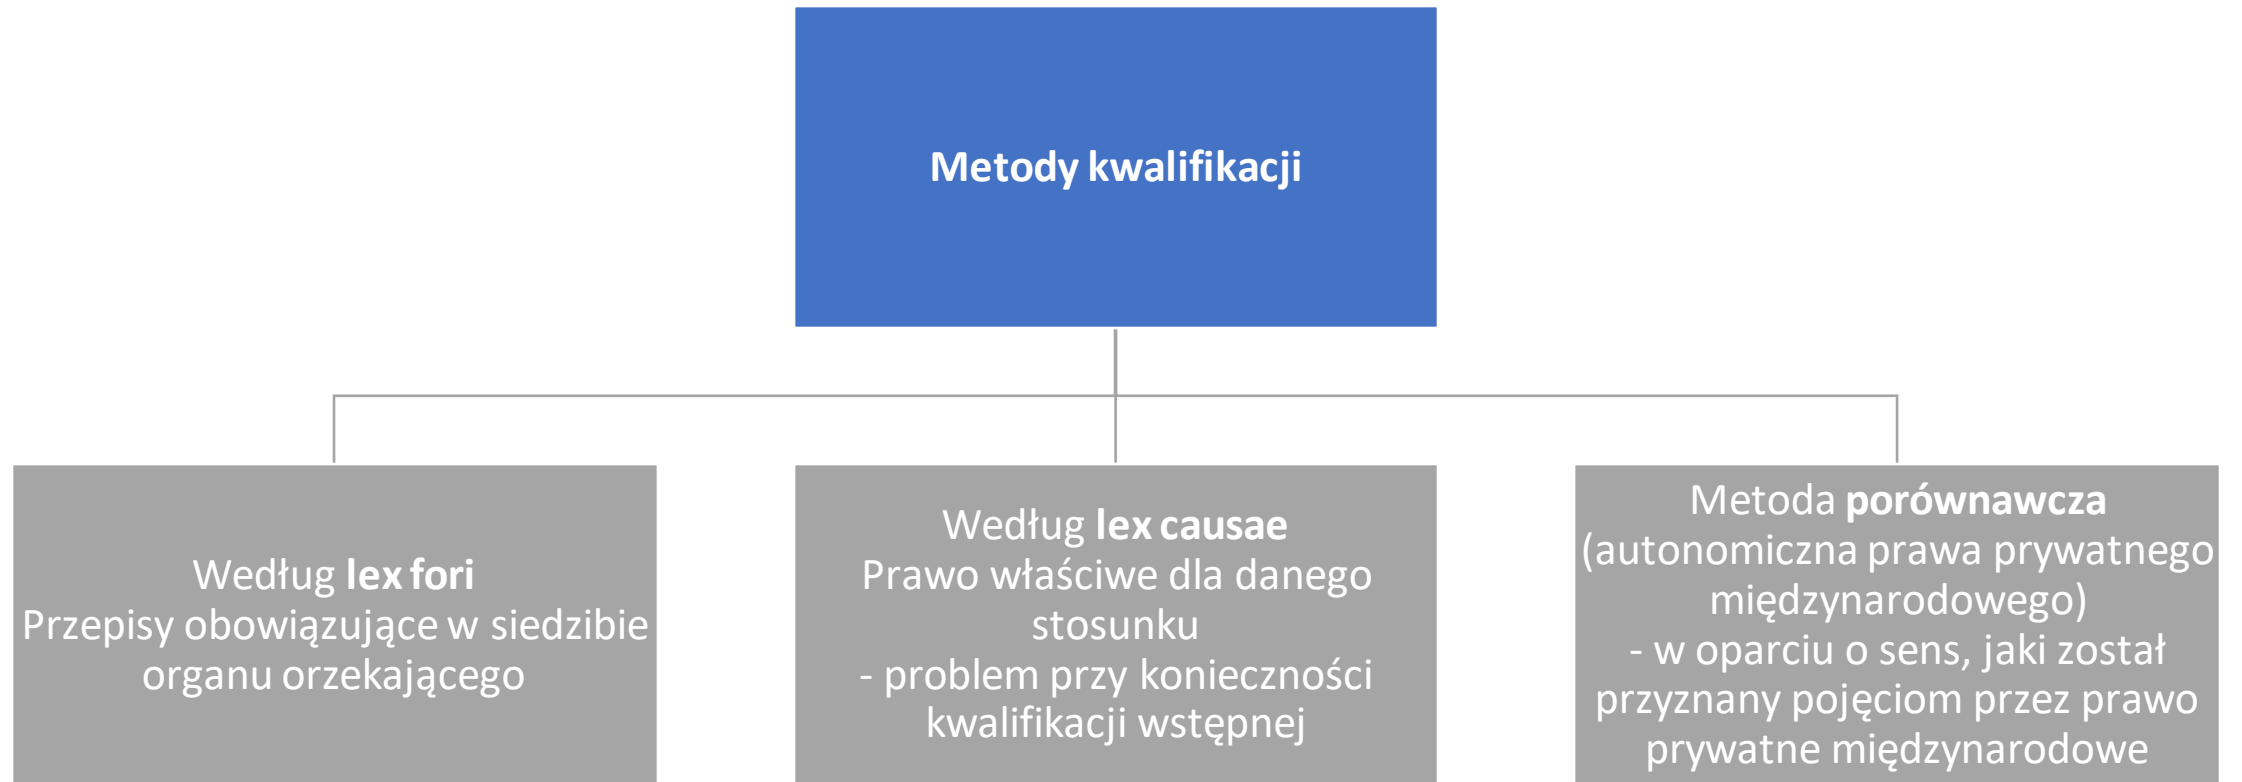 Metody kwalifikacji
Według lex fori
Przepisy obowiązujące w siedzibie
organu orzekającego
Według lex causae
Prawo właściwe dla danego
stosunku
- problem przy konieczności
kwalifikacji wstępnej
Metoda porównawcza
(autonomiczna prawa prywatnego
międzynarodowego)
- w oparciu o sens, jaki został
przyznany pojęciom przez prawo
prywatne międzynarodowe